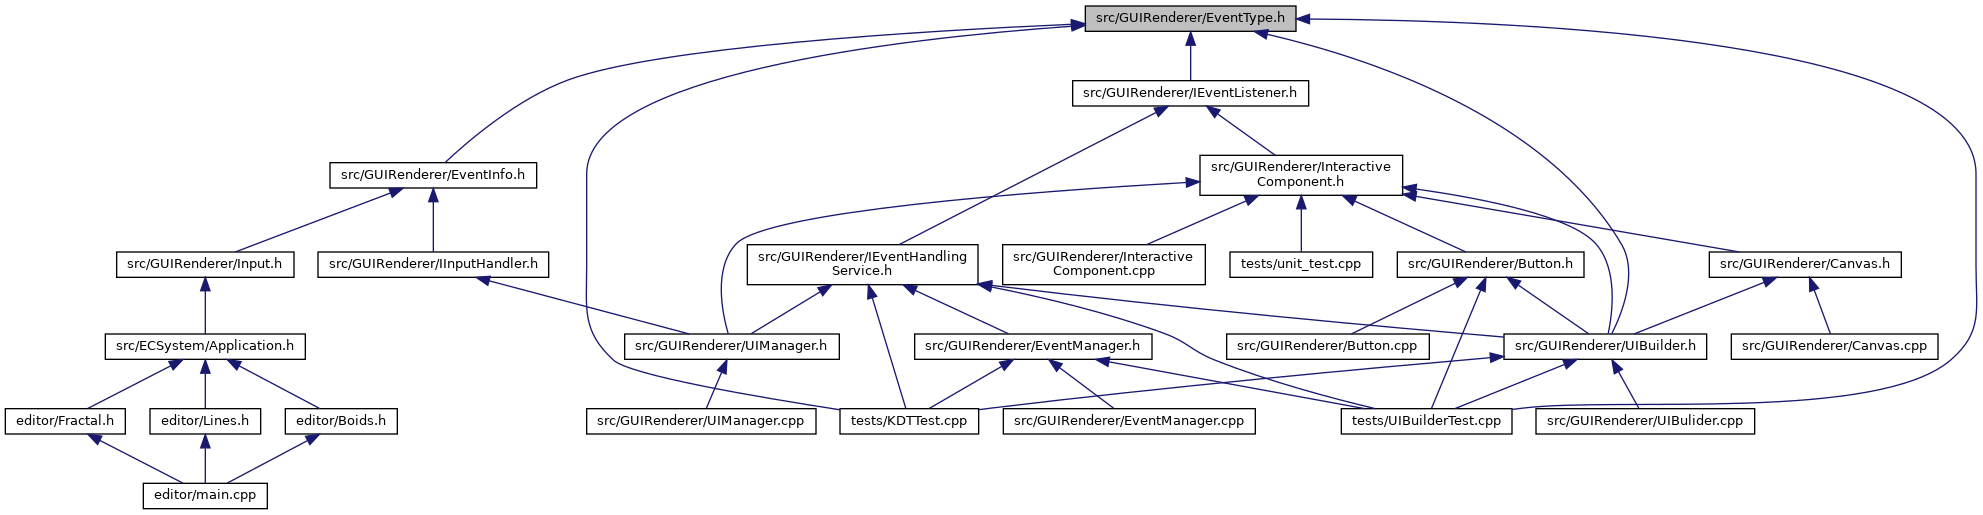 src/GUIRenderer/EventType.h
src/GUIRenderer/IEventListener.h
src/GUIRenderer/EventInfo.h
src/GUIRenderer/Interactive
Component.h
src/GUIRenderer/Input.h
src/GUIRenderer/IInputHandler.h
src/GUIRenderer/IEventHandling
Service.h
src/GUIRenderer/Interactive
Component.cpp
tests/unit_test.cpp
src/GUIRenderer/Button.h
src/GUIRenderer/Canvas.h
src/ECSystem/Application.h
src/GUIRenderer/UIManager.h
src/GUIRenderer/EventManager.h
src/GUIRenderer/Button.cpp
src/GUIRenderer/UIBuilder.h
src/GUIRenderer/Canvas.cpp
editor/Fractal.h
editor/Lines.h
editor/Boids.h
src/GUIRenderer/UIManager.cpp
tests/KDTTest.cpp
src/GUIRenderer/EventManager.cpp
tests/UIBuilderTest.cpp
src/GUIRenderer/UIBulider.cpp
editor/main.cpp